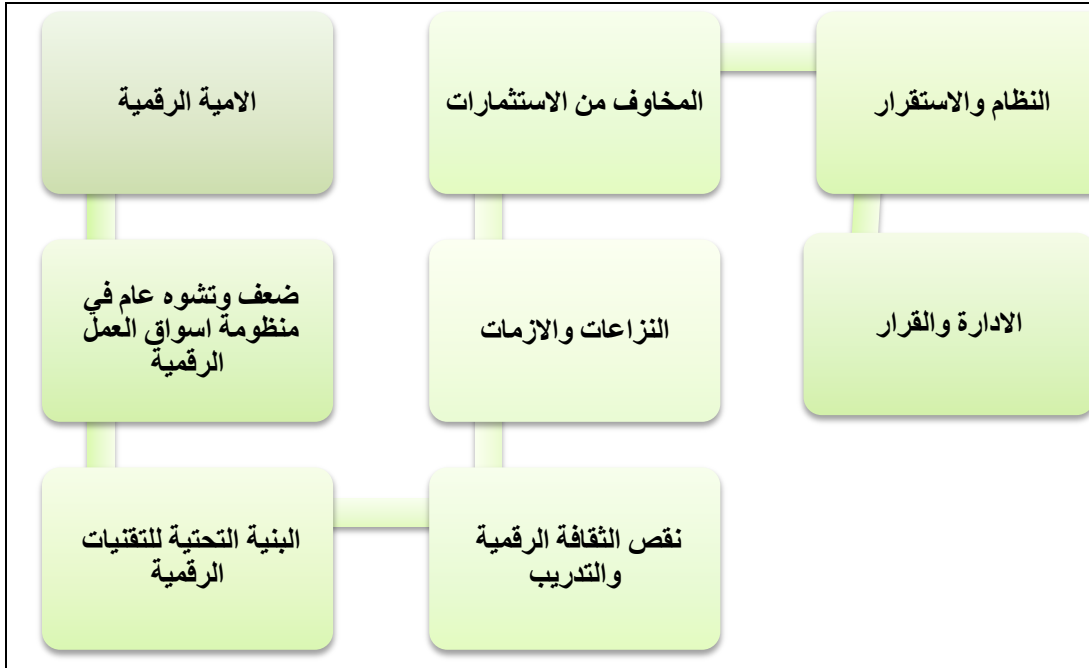 الامية الرقمية
ضعف وتشوه عام في
منظومة اسواق العمل
الرقمية
البنية التحتية للتقنيات
الرقمية
نقص الثقافة الرقمية
والتدريب
النزاعات والازمات
المخاوف من الاستثمارات
النظام والاستقرار
الادارة والقرار